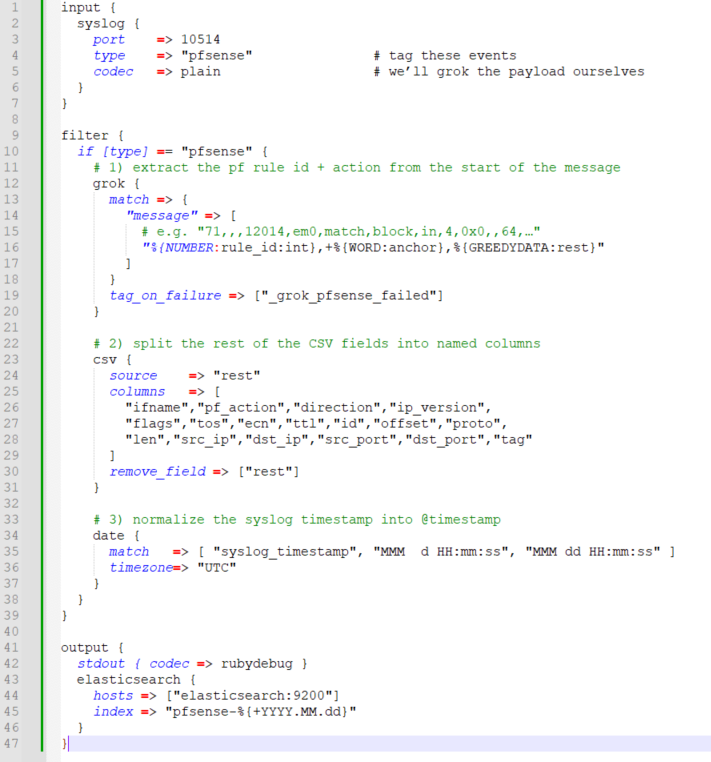 1 input {
2   syslog {
3     port    => 10514
4     type    => "pfsense"               # tag these events
5     codec   => plain                   # we’ll grok the payload ourselves
6   }
7 }
8
9 filter {
10   if [type] == "pfsense" {
11     # 1) extract the pf rule id + action from the start of the message
12     grok {
13       match => {
14         "message" => [
15           # e.g. "71,,,12014,em0,match,block,in,4,0x0,,64,…"
16           "%{NUMBER:rule_id:int},+%{WORD:anchor},%{GREEDYDATA:rest}"
17         ]
18       }
19       tag_on_failure => ["_grok_pfsense_failed"]
20     }
21
22     # 2) split the rest of the CSV fields into named columns
23     csv {
24       source    => "rest"
25       columns   => [
26         "ifname","pf_action","direction","ip_version",
27         "flags","tos","ecn","ttl","id","offset","proto",
28         "len","src_ip","dst_ip","src_port","dst_port","tag"
29       ]
30       remove_field => ["rest"]
31     }
32
33     # 3) normalize the syslog timestamp into @timestamp
34     date {
35       match   => [ "syslog_timestamp", "MMM  d HH:mm:ss", "MMM dd HH:mm:ss" ]
36       timezone=> "UTC"
37     }
38   }
39 }
40
41 output {
42   stdout { codec => rubydebug }
43   elasticsearch {
44     hosts => ["elasticsearch:9200"]
45     index => "pfsense-%{+YYYY.MM.dd}"
46   }
47 }